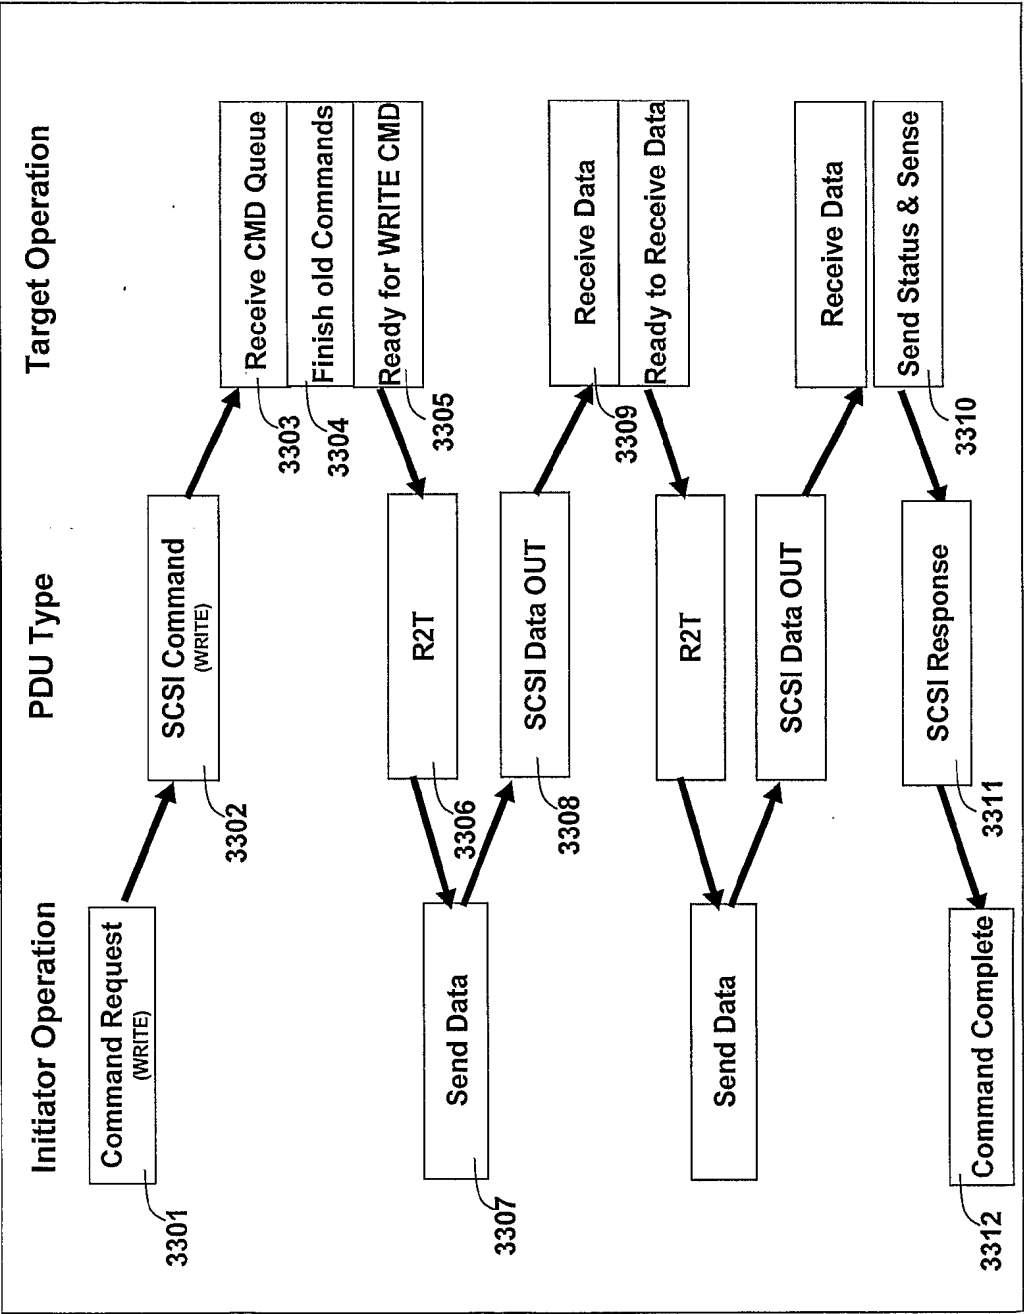 Initiator Operation
PDU Type
Target Operation
Command Request
(WRITE)
3301
SCSI Command
(WRITE)
3302
Receive CMD Queue
3303
Finish old Commands
3304
Ready for WRITE CMD
3305
R2T
3306
Send Data
3307
SCSI Data OUT
3308
Receive Data
3309
Ready to Receive Data
R2T
Send Data
SCSI Data OUT
Receive Data
Send Status & Sense
3310
SCSI Response
3311
Command Complete
3312